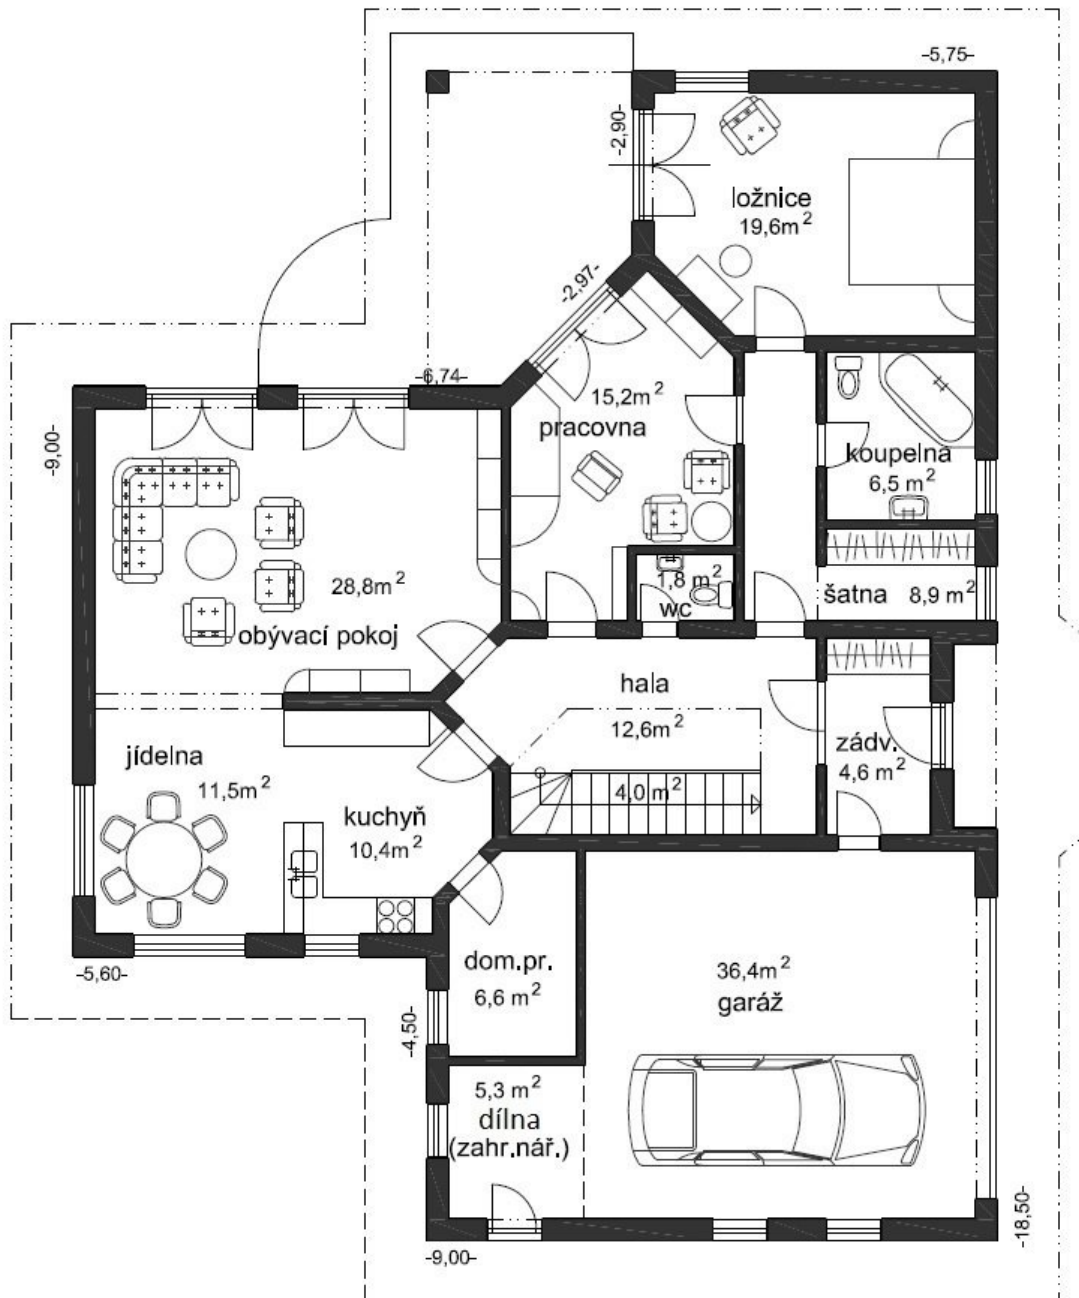 -5,75-
-2,90-
ložnice
19,6m²
-2,97-
-6,74-
15,2m²
pracovna
-9,00-
koupelna
6,5 m²
28,8m²
obývací pokoj
1,8 m²
wc
šatna 8,9 m²
hala
12,6m²
zádv.
4,6 m²
jídelna
11,5m²
4,0 m²
kuchyň
10,4m²
-5,60-
dom.pr.
6,6 m²
36,4m²
garáž
-4,50-
5,3 m²
dílna
(zahr.nář.)
-18,50-
-9,00-